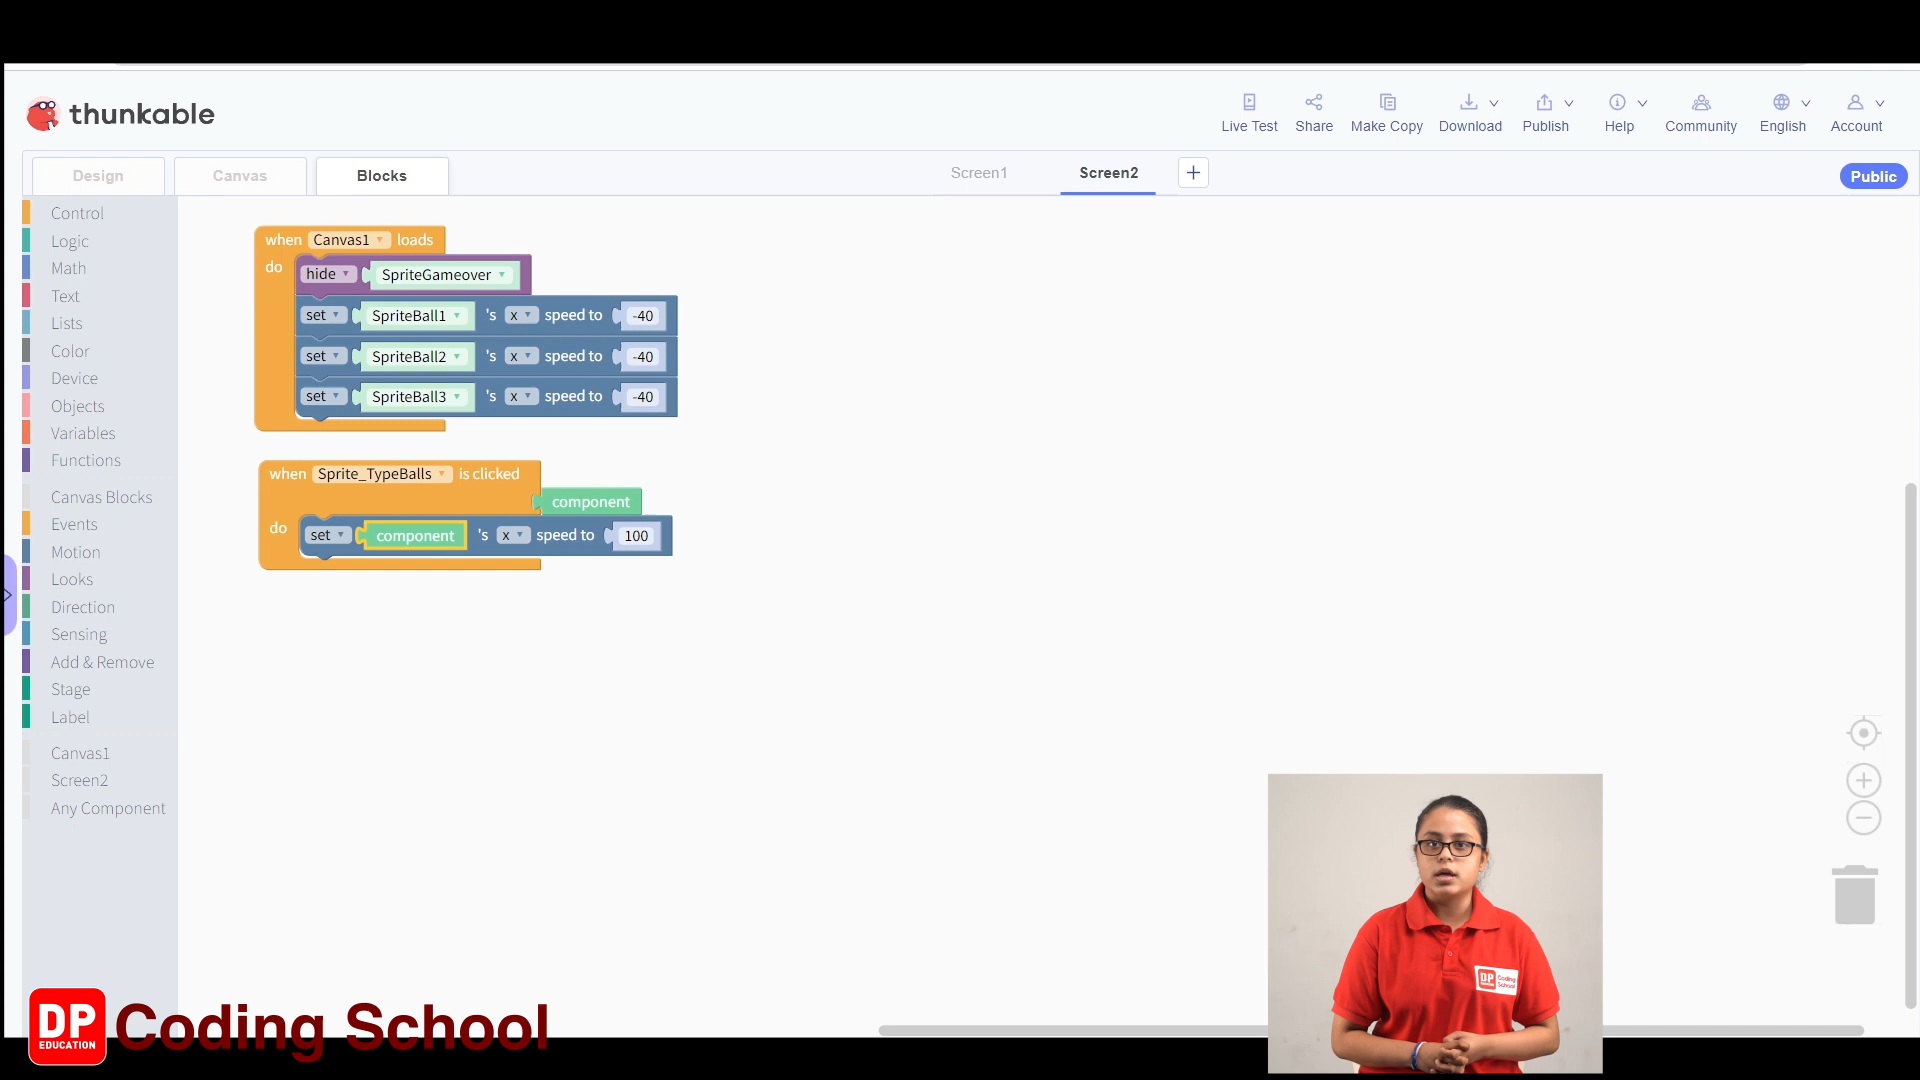 thunkable
Live Test
Share
Make Copy
Download
Publish
Help
Community
English
Account
Design
Canvas
Blocks
Screen1
Screen2
Public
Control
Logic
Math
Text
Lists
Color
Device
Objects
Variables
Functions
Canvas Blocks
Events
Motion
Looks
Direction
Sensing
Add & Remove
Stage
Label
Canvas1
Screen2
Any Component
when Canvas1 loads
do
hide SpriteGameover
set SpriteBall1 's x speed to -40
set SpriteBall2 's x speed to -40
set SpriteBall3 's x speed to -40
when Sprite_TypeBalls is clicked
component
do
set component 's x speed to 100
DP
EDUCATION
Coding School
DP
Coding
School